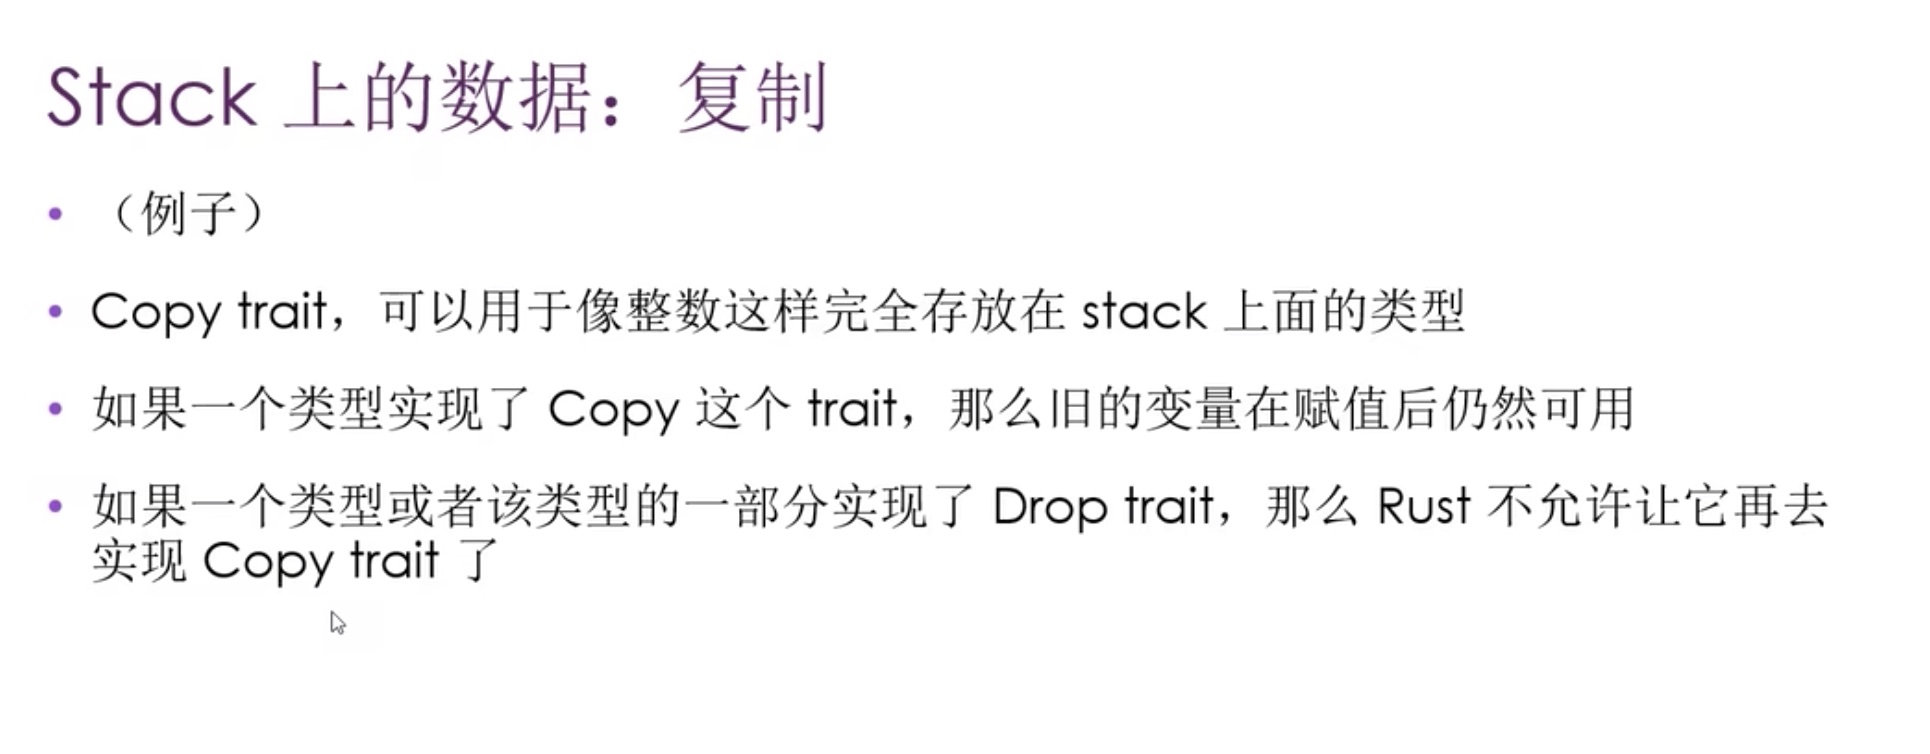 Stack 上的数据：复制
• （例子）
• Copy trait，可以用于像整数这样完全存放在 stack 上面的类型
• 如果一个类型实现了 Copy 这个 trait，那么旧的变量在赋值后仍然可用
• 如果一个类型或者该类型的一部分实现了 Drop trait，那么 Rust 不允许让它再去
实现 Copy trait 了